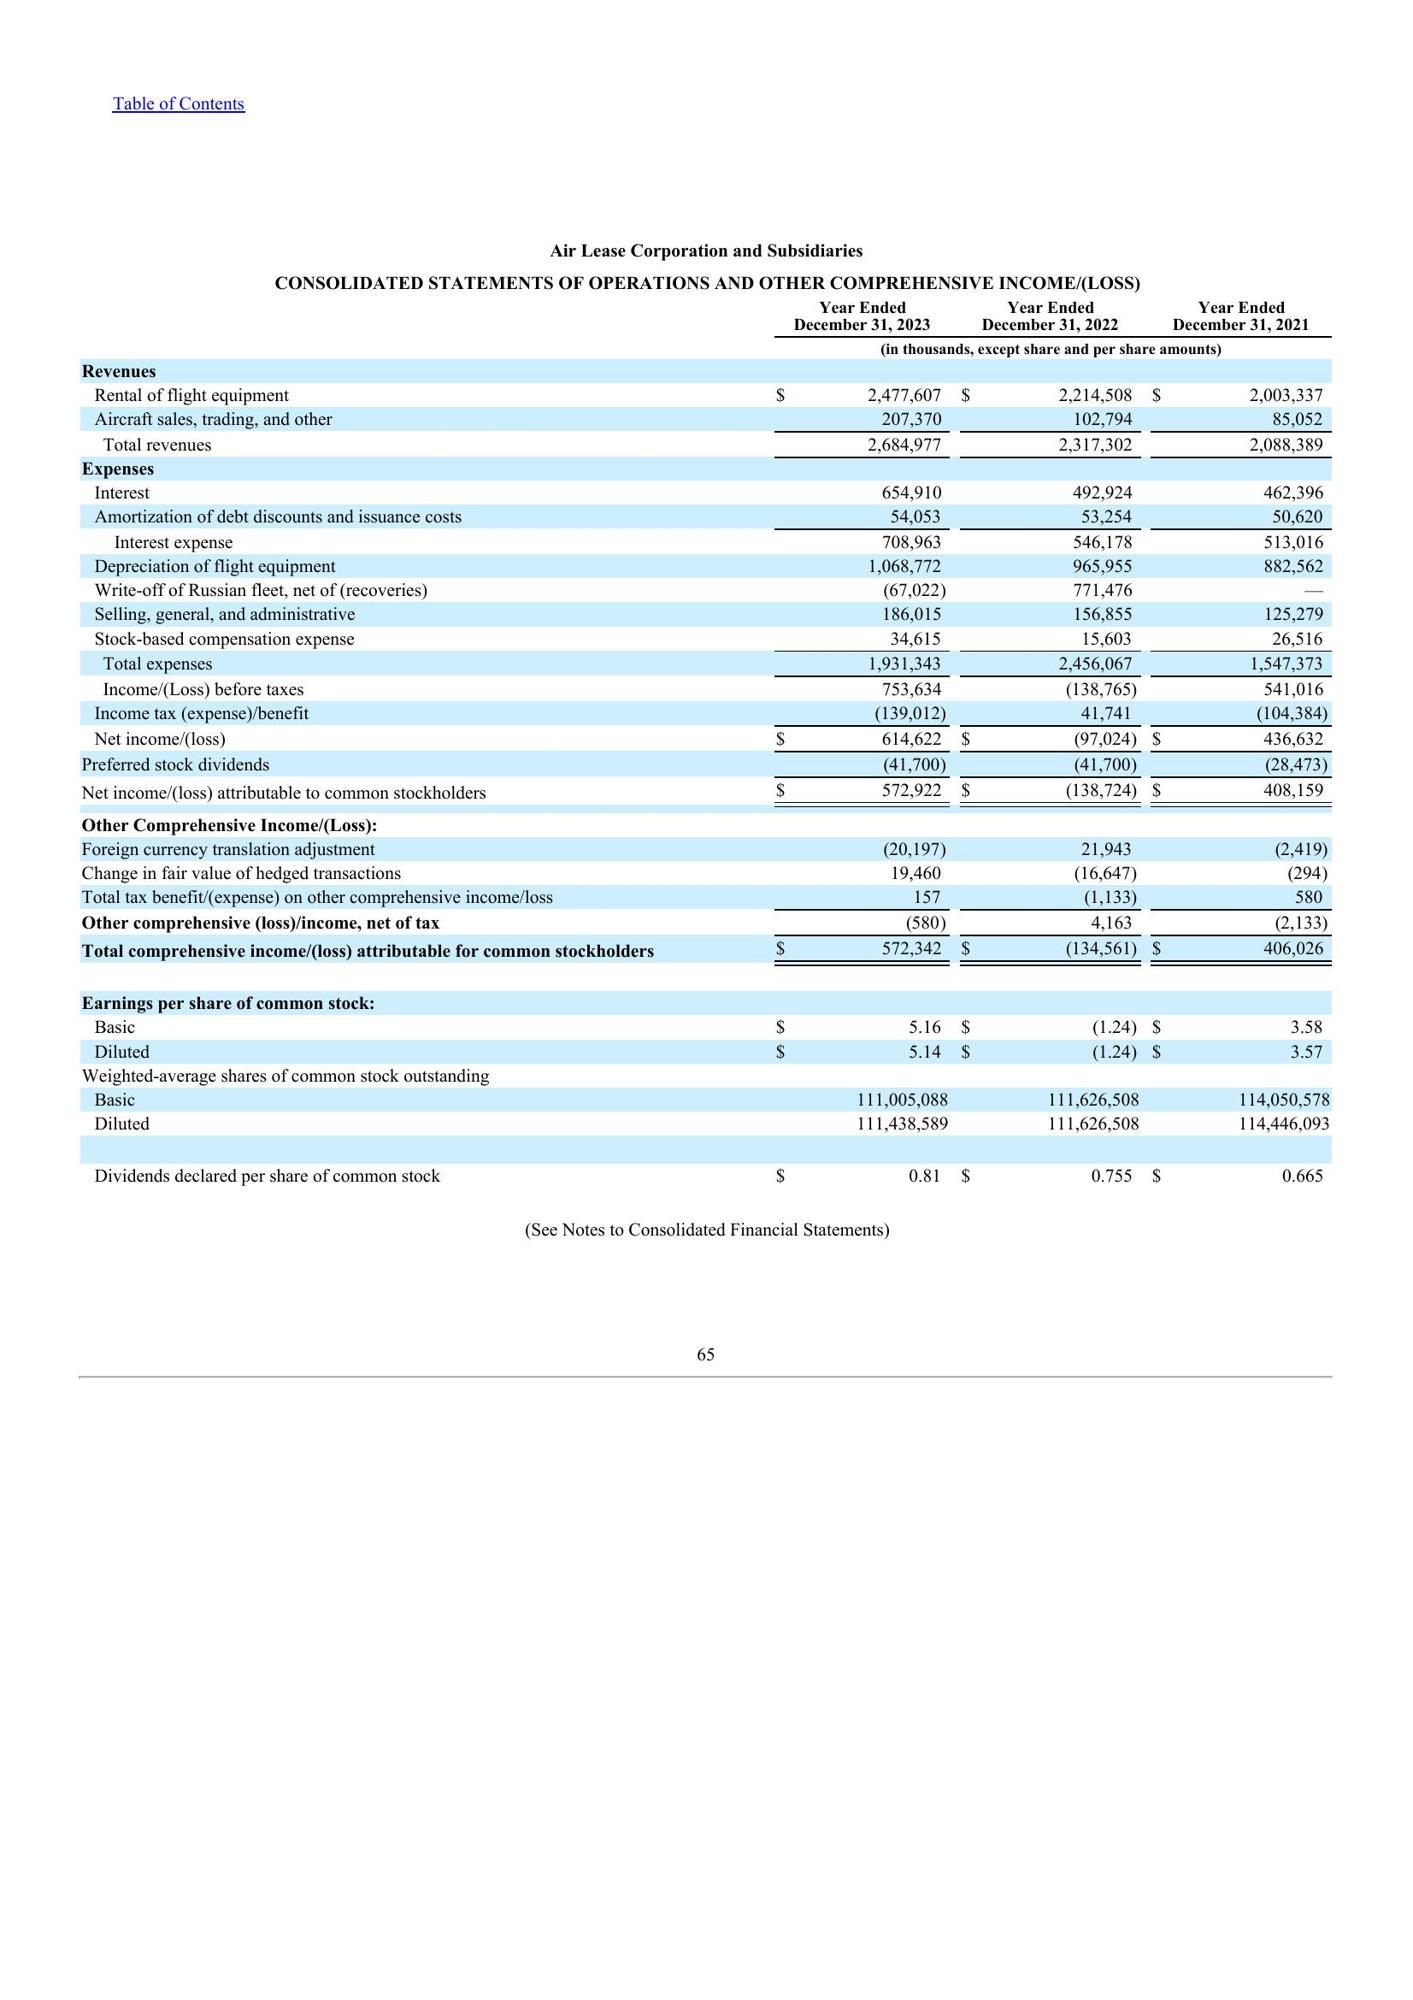 Table of Contents
Air Lease Corporation and Subsidiaries
CONSOLIDATED STATEMENTS OF OPERATIONS AND OTHER COMPREHENSIVE INCOME/(LOSS)
Year Ended Year Ended Year Ended
December 31, 2023 December 31, 2022 December 31, 2021
(in thousands, except share and per share amounts)
Revenues
Rental of flight equipment $ 2,477,607 $ 2,214,508 $ 2,003,337
Aircraft sales, trading, and other 207,370 102,794 85,052
Total revenues 2,684,977 2,317,302 2,088,389
Expenses
Interest 654,910 492,924 462,396
Amortization of debt discounts and issuance costs 54,053 53,254 50,620
Interest expense 708,963 546,178 513,016
Depreciation of flight equipment 1,068,772 965,955 882,562
Write-off of Russian fleet, net of (recoveries) (67,022) 771,476 —
Selling, general, and administrative 186,015 156,855 125,279
Stock-based compensation expense 34,615 15,603 26,516
Total expenses 1,931,343 2,456,067 1,547,373
Income/(Loss) before taxes 753,634 (138,765) 541,016
Income tax (expense)/benefit (139,012) 41,741 (104,384)
Net income/(loss) $ 614,622 $ (97,024) $ 436,632
Preferred stock dividends (41,700) (41,700) (28,473)
Net income/(loss) attributable to common stockholders $ 572,922 $ (138,724) $ 408,159
Other Comprehensive Income/(Loss):
Foreign currency translation adjustment (20,197) 21,943 (2,419)
Change in fair value of hedged transactions 19,460 (16,647) (294)
Total tax benefit/(expense) on other comprehensive income/loss 157 (1,133) 580
Other comprehensive (loss)/income, net of tax (580) 4,163 (2,133)
Total comprehensive income/(loss) attributable for common stockholders $ 572,342 $ (134,561) $ 406,026
Earnings per share of common stock:
Basic $ 5.16 $ (1.24) $ 3.58
Diluted $ 5.14 $ (1.24) $ 3.57
Weighted-average shares of common stock outstanding
Basic 111,005,088 111,626,508 114,050,578
Diluted 111,438,589 111,626,508 114,446,093
Dividends declared per share of common stock $ 0.81 $ 0.755 $ 0.665
(See Notes to Consolidated Financial Statements)
65